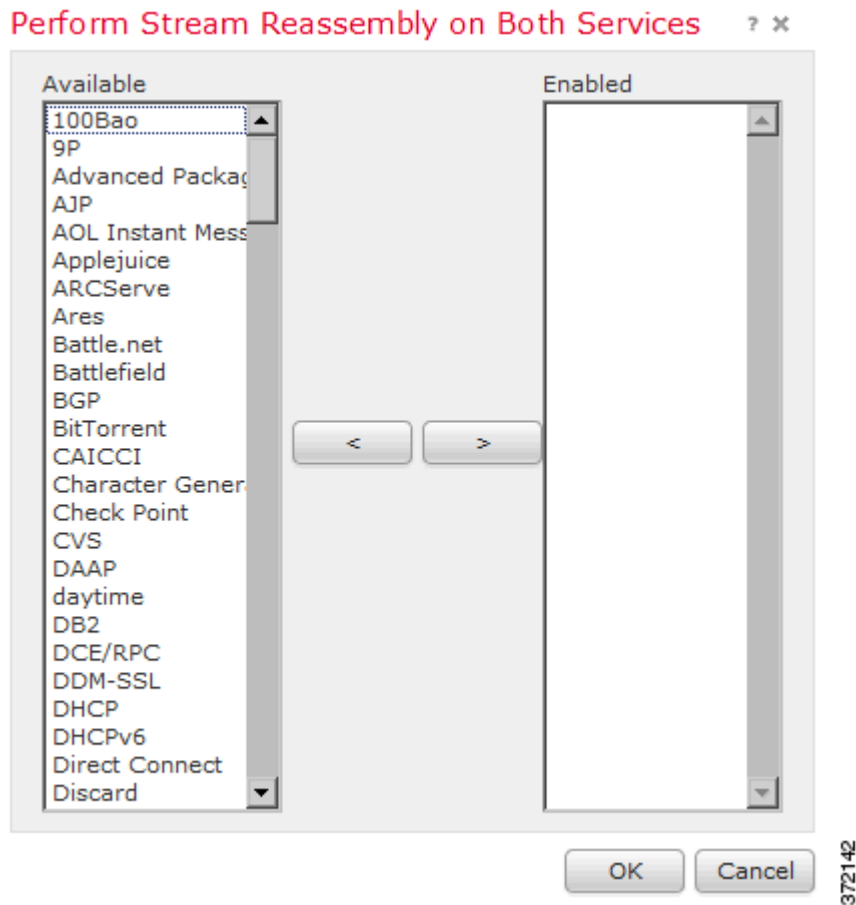 Perform Stream Reassembly on Both Services ? ×
Available
Enabled
100Bao
9P
Advanced Packag
AJP
AOL Instant Mess
Applejuice
ARCServe
Ares
Battle.net
Battlefield
BGP
BitTorrent
CAICCI
Character Gener
Check Point
CVS
DAAP
daytime
DB2
DCE/RPC
DDM-SSL
DHCP
DHCPv6
Direct Connect
Discard
< >
OK Cancel
372142